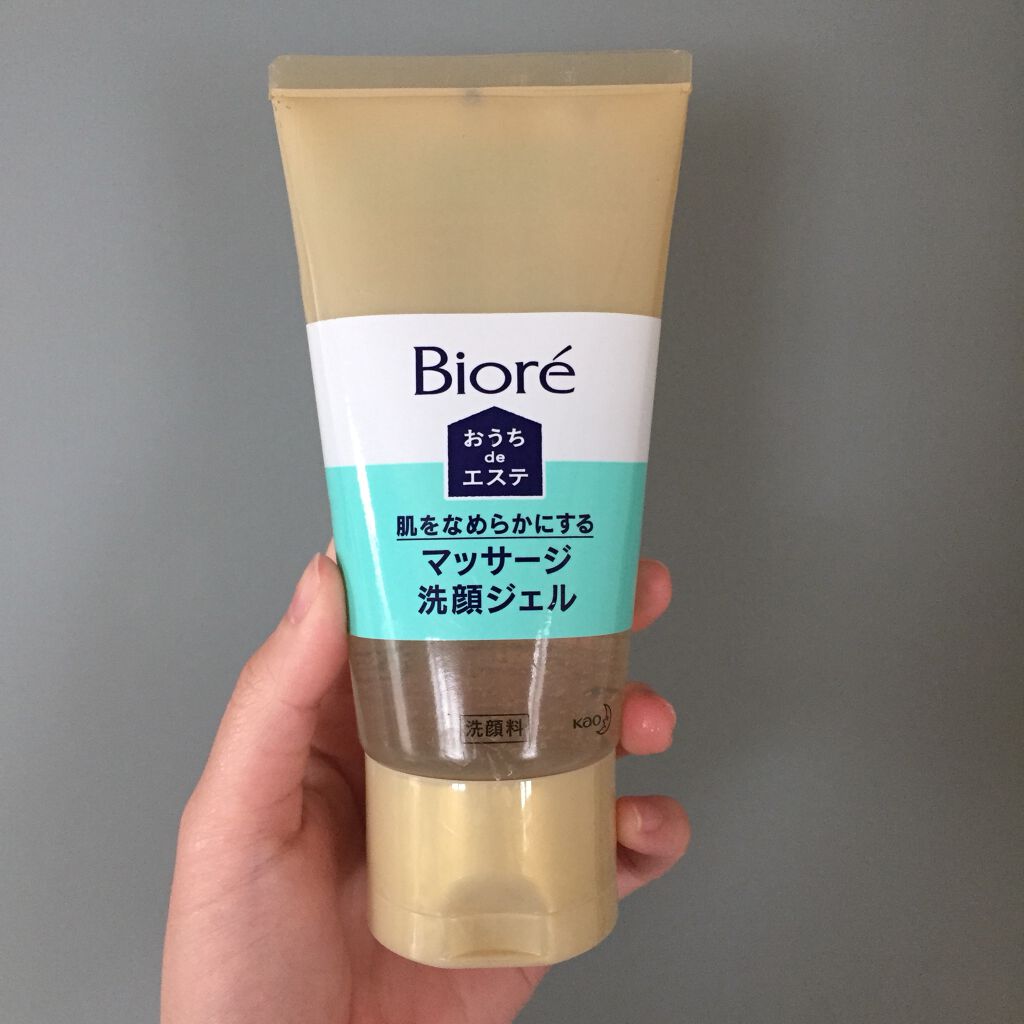 Bioré
おうち
de
エステ
肌をなめらかにする
マッサージ
洗顔ジェル
洗顔料
Kao